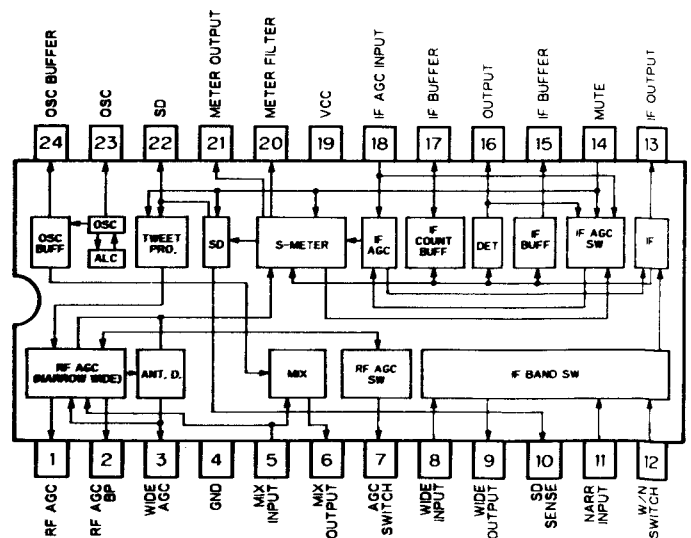 OSC BUFFER
OSC
SD
METER OUTPUT
METER FILTER
VCC
IF AGC INPUT
IF BUFFER
OUTPUT
IF BUFFER
MUTE
IF OUTPUT
24
23
22
21
20
19
18
17
16
15
14
13
OSC
BUFF
OSC
ALC
TWEET
PRO.
SD
S-METER
IF
AGC
IF
COUNT
BUFF
DET
IF
BUFF
IF AGC
SW
IF
RF AGC
(NARROW WIDE)
ANT. D.
MIX
RF AGC
SW
IF BAND SW
1
2
3
4
5
6
7
8
9
10
11
12
RF AGC
RF AGC
BP
WIDE
AGC
GND
MIX
INPUT
MIX
OUTPUT
AGC
SWITCH
WIDE
INPUT
WIDE
OUTPUT
SD
SENSE
NARR
INPUT
W/N
SWITCH